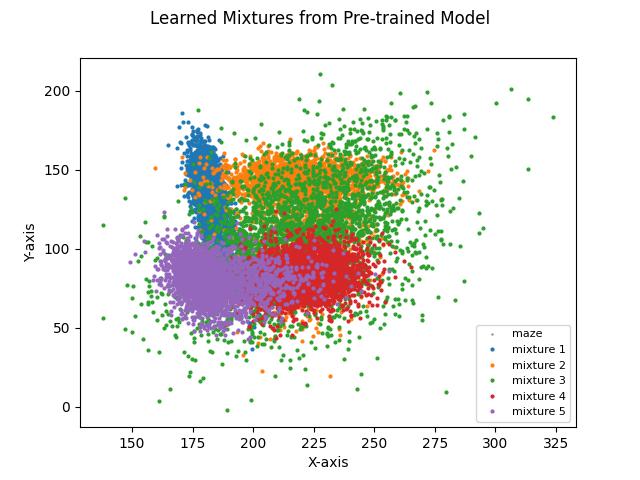 Learned Mixtures from Pre-trained Model
200
150
100
50
0
Y-axis
150
175
200
225
250
275
300
325
X-axis
maze
mixture 1
mixture 2
mixture 3
mixture 4
mixture 5